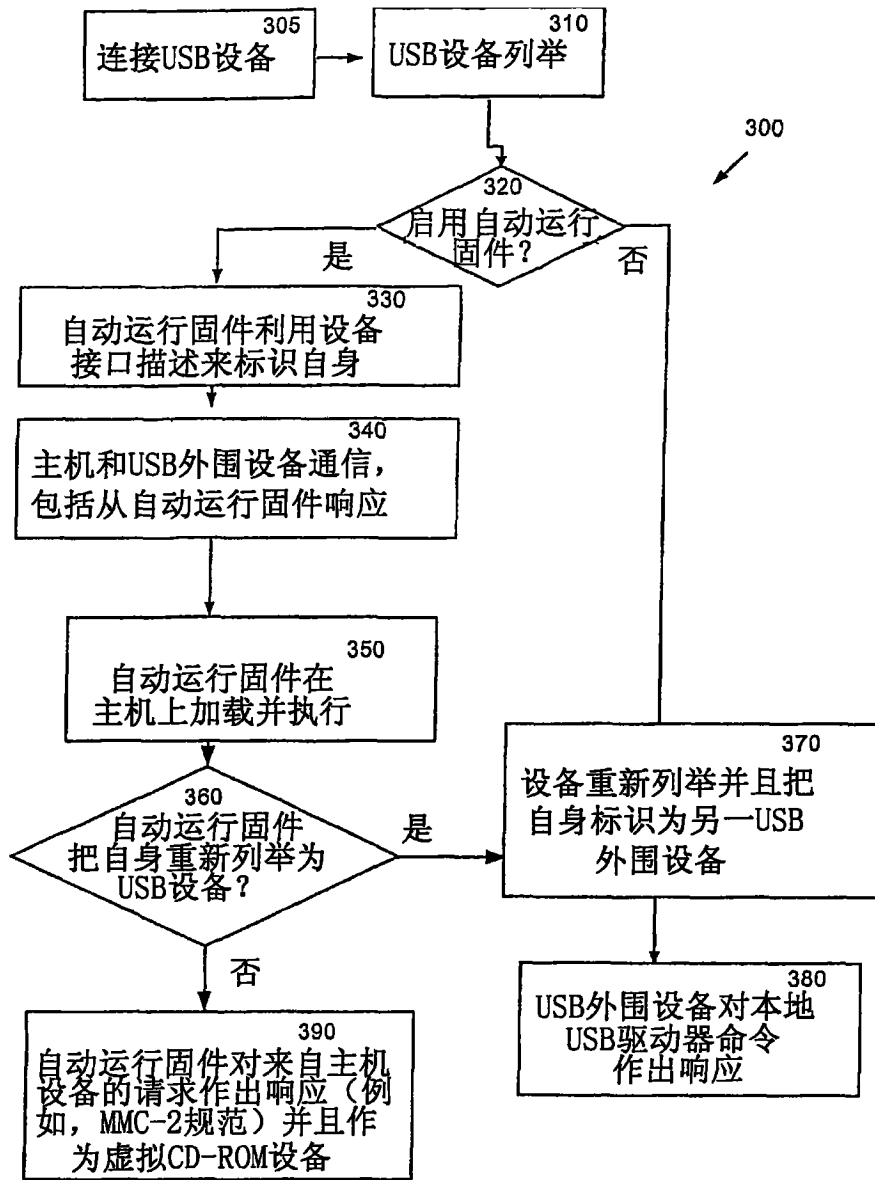 305
连接USB设备
310
USB设备列举
300
320
启用自动运行
固件？
是
否
330
自动运行固件利用设备
接口描述来标识自身
340
主机和USB外围设备通信，
包括从自动运行固件响应
350
自动运行固件在
主机上加载并执行
360
自动运行固件
把自身重新列举为
USB设备？
是
否
370
设备重新列举并且把
自身标识为另一USB
外围设备
380
USB外围设备对本地
USB驱动器命令
作出响应
390
自动运行固件对来自主机
设备的请求作出响应（例
如，MMC-2规范）并且作
为虚拟CD-ROM设备